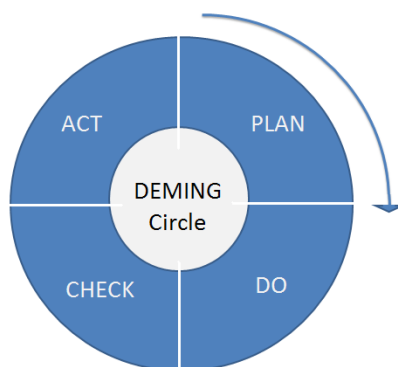 ACT
PLAN
DEMING
Circle
CHECK
DO